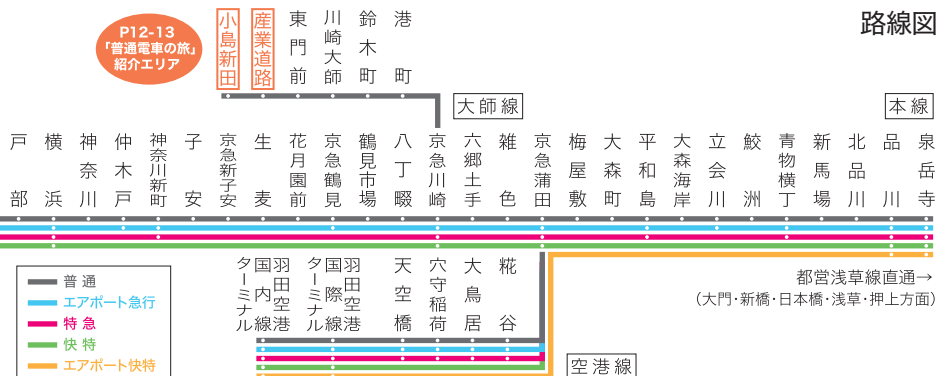 路線図
P12-13
「普通電車の旅」
紹介エリア
小島新田
産業道路
東門前
川崎大師
鈴木町
港町
大師線
本線
戸部
横浜
神奈川
仲木戸
神奈川新町
子安
京急新子安
生麦
花月園前
京急鶴見
鶴見市場
八丁畷
京急川崎
六郷土手
雑色
京急蒲田
梅屋敷
大森町
平和島
大森海岸
立会川
鮫洲
青物横丁
新馬場
北品川
品川
泉岳寺
羽田空港
国内線
ターミナル
羽田空港
国際線
ターミナル
天空橋
穴守稲荷
大鳥居
糀谷
都営浅草線直通→
（大門・新橋・日本橋・浅草・押上方面）
普通
エアポート急行
特急
快特
エアポート快特
空港線